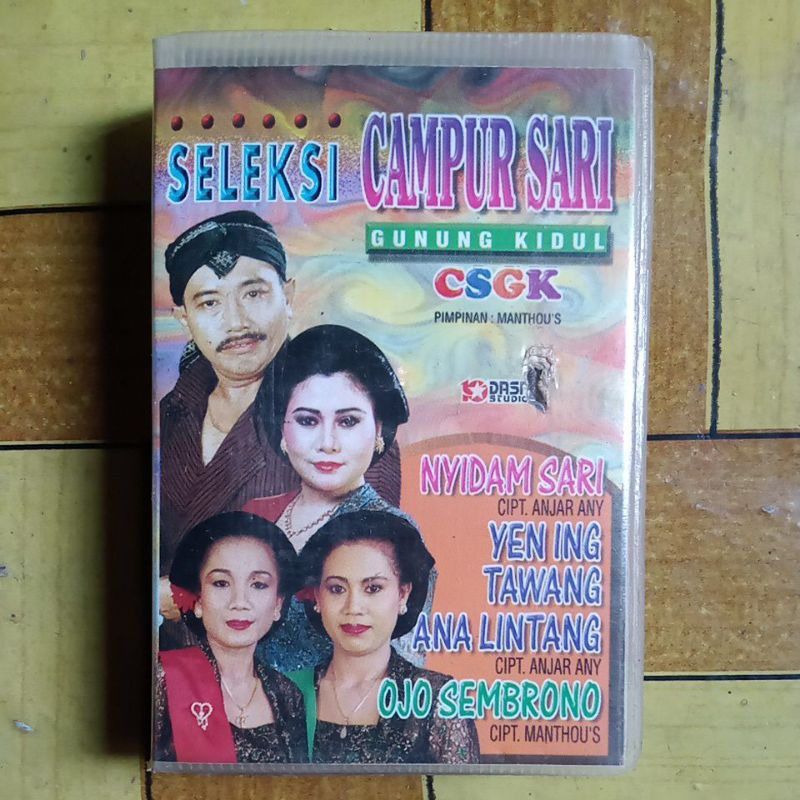 SELEKSI
CAMPUR SARI
GUNUNG KIDUL
CSGK
PIMPINAN : MANTHOU'S
STUDIO
NYIDAM SARI
CIPT. ANJAR ANY
YEN ING
TAWANG
ANA LINTANG
CIPT. ANJAR ANY
OJO SEMBRONO
CIPT. MANTHOU'S